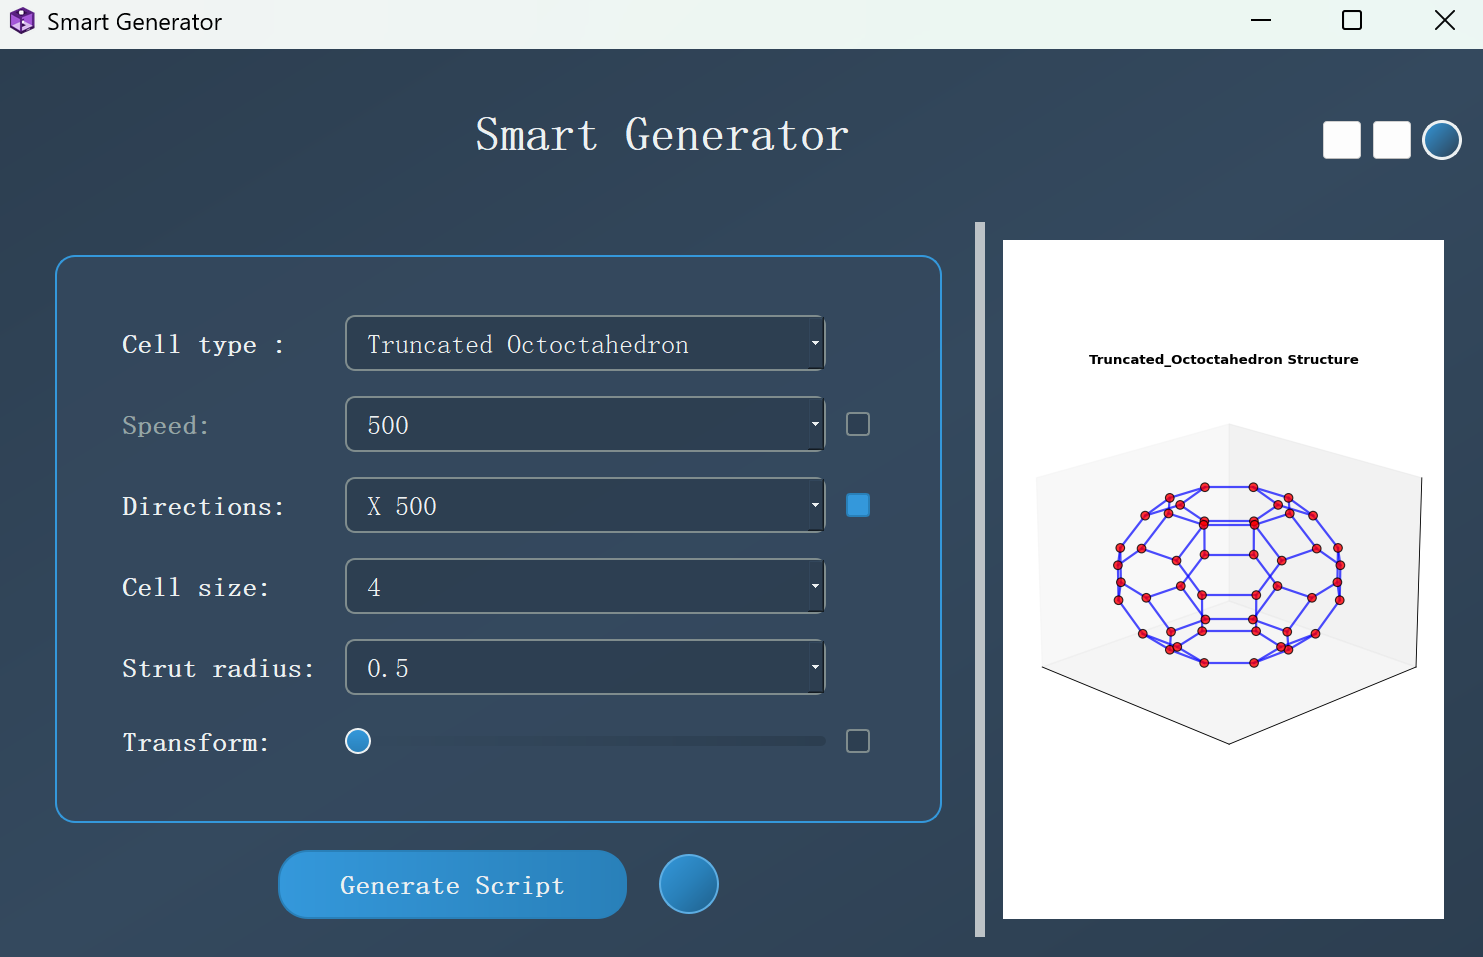 Smart Generator
Smart Generator
Cell type :
Truncated Octoctahedron
Speed:
500
Directions:
X 500
Cell size:
4
Strut radius:
0.5
Transform:
Generate Script
Truncated_Octoctahedron Structure